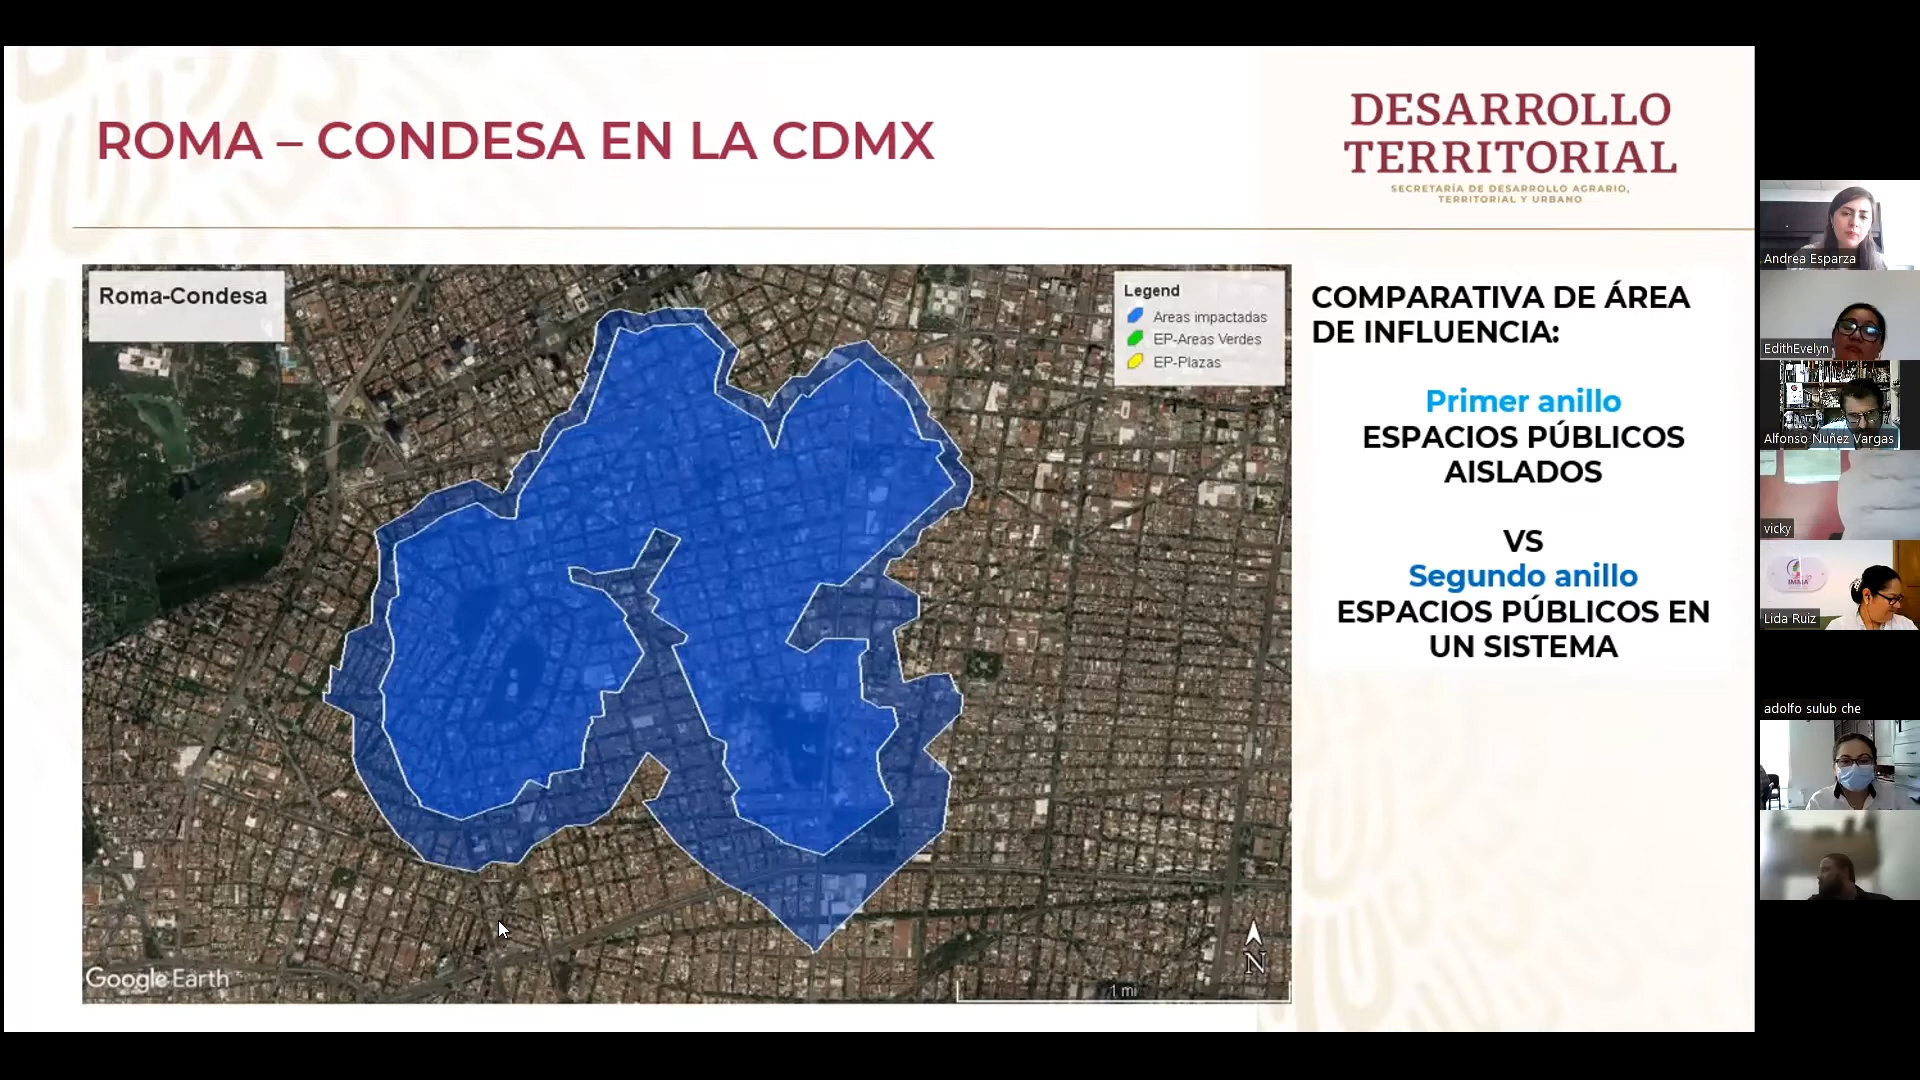 ROMA – CONDESA EN LA CDMX
DESARROLLO
TERRITORIAL
SECRETARÍA DE DESARROLLO AGRARIO,
TERRITORIAL Y URBANO
Roma-Condesa
Legend
Areas impactadas
EP-Areas Verdes
EP-Plazas
Google Earth
N
1 mi
COMPARATIVA DE ÁREA
DE INFLUENCIA:
Primer anillo
ESPACIOS PÚBLICOS
AISLADOS
VS
Segundo anillo
ESPACIOS PÚBLICOS EN
UN SISTEMA
Andrea Esparza
EdithEvelyn
Alfonso Nuñez Vargas
vicky
Lida Ruiz
adolfo sulub che